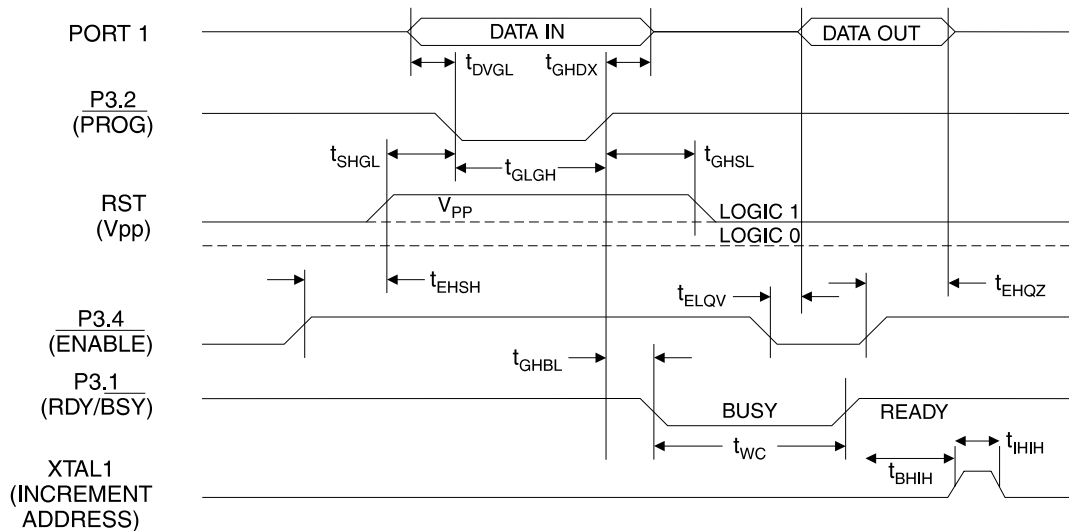 PORT 1
DATA IN
DATA OUT
tDVGL
tGHDX
P3.2
(PROG)
tSHGL
tGLGH
tGHSL
RST
(Vpp)
VPP
LOGIC 1
LOGIC 0
tEHSH
tELQV
tEHQZ
P3.4
(ENABLE)
tGHBL
P3.1
(RDY/BSY)
BUSY
READY
tWC
tIHIH
tBHIH
XTAL1
(INCREMENT
ADDRESS)